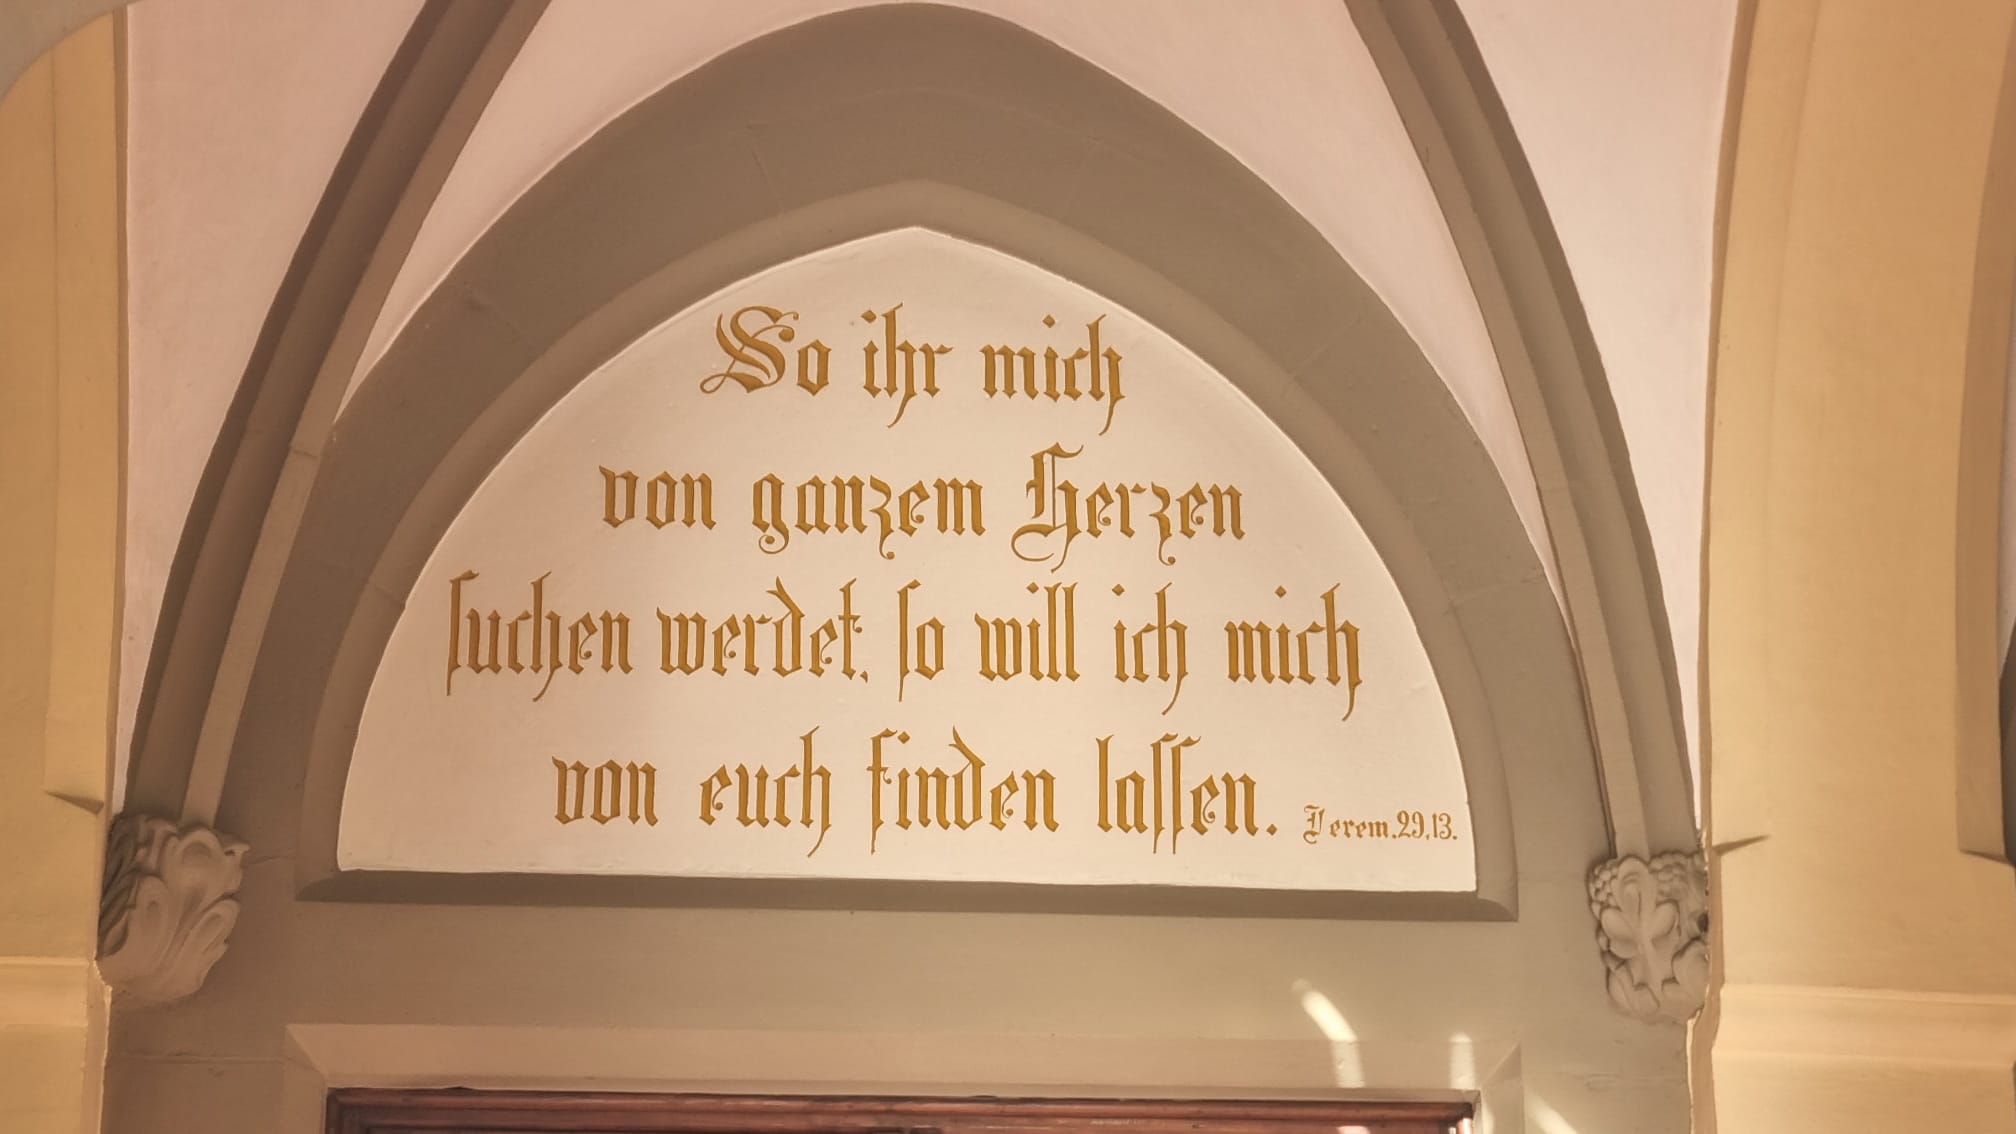 So ihr mich
von ganzem Herzen
ſuchen werdet, ſo will ich mich
von euch finden laſſen. Jerem. 29,13.